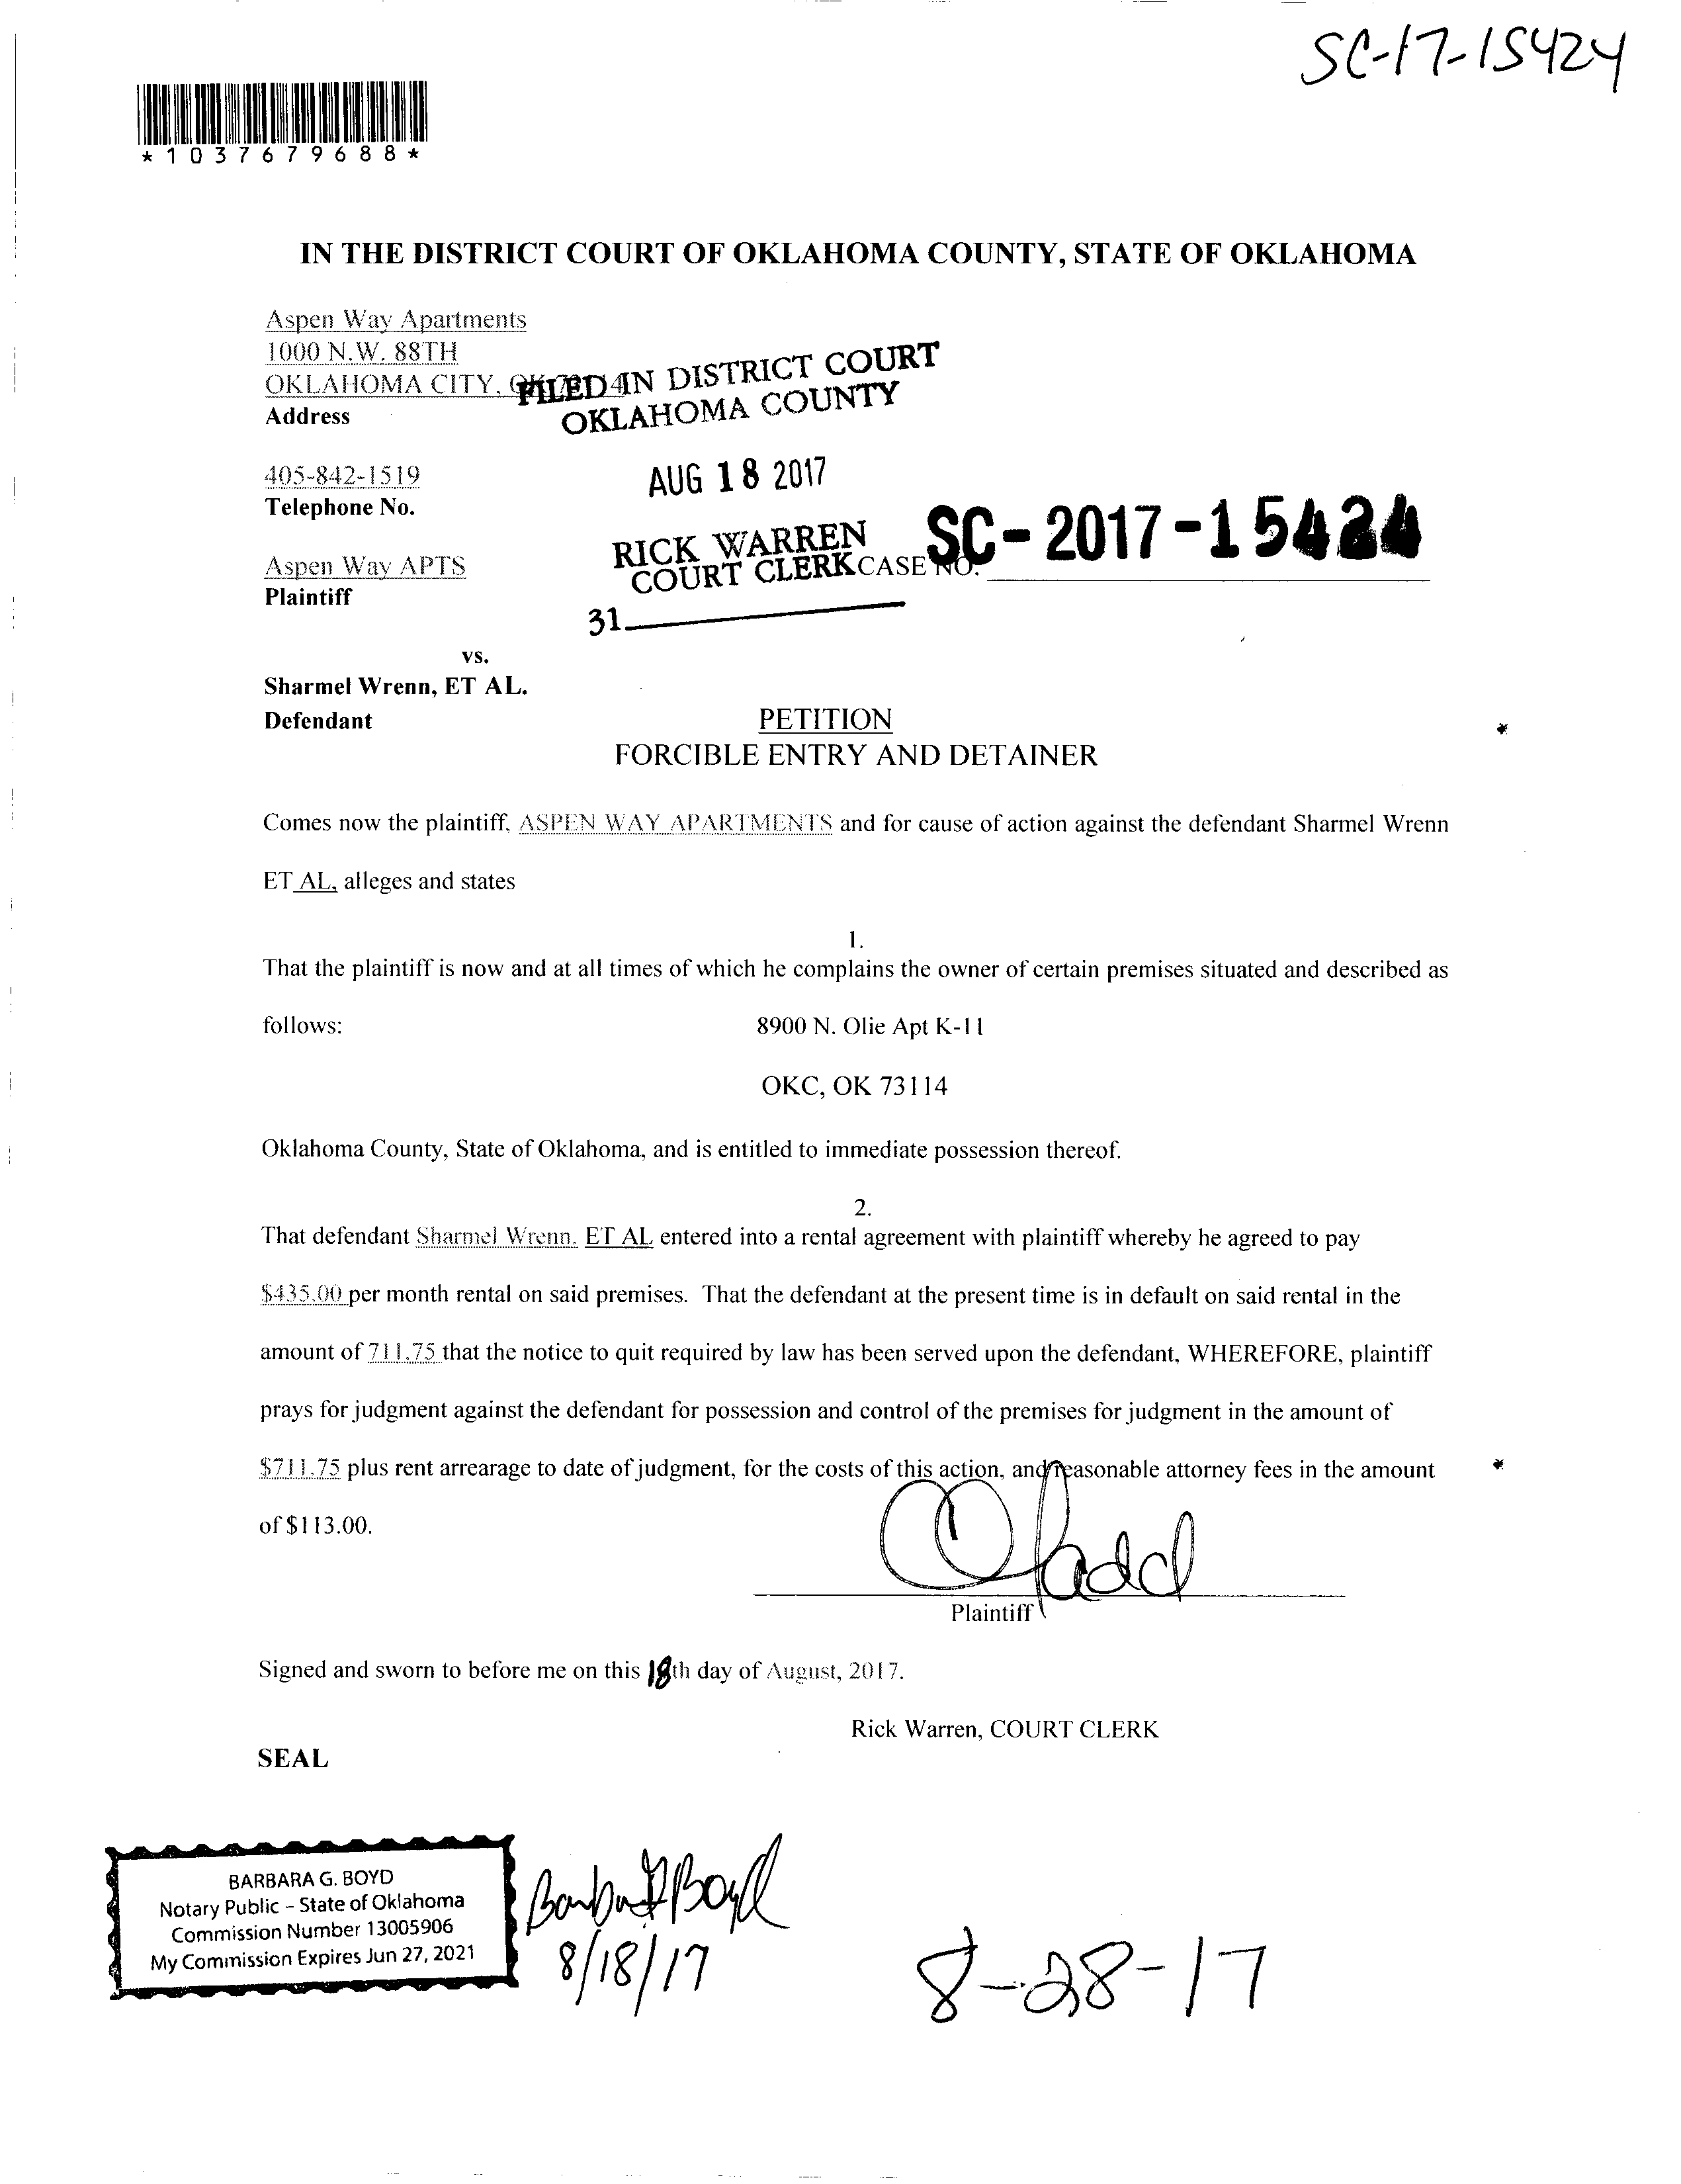 SC-17-15424
*1037679688*
IN THE DISTRICT COURT OF OKLAHOMA COUNTY, STATE OF OKLAHOMA
Aspen Way Apartments
1000 N.W. 88TH
OKLAHOMA CITY,
Address
FILED IN DISTRICT COURT
OKLAHOMA COUNTY
405-842-1519
Telephone No.
AUG 18 2017
RICK WARREN
COURT CLERK
31
Aspen Way APTS
Plaintiff
CASE NO. SC-2017-15424
vs.
Sharmel Wrenn, ET AL.
Defendant
PETITION
FORCIBLE ENTRY AND DETAINER
Comes now the plaintiff, ASPEN WAY APARTMENTS and for cause of action against the defendant Sharmel Wrenn
ET AL, alleges and states
1.
That the plaintiff is now and at all times of which he complains the owner of certain premises situated and described as
follows: 8900 N. Olie Apt K-11
OKC, OK 73114
Oklahoma County, State of Oklahoma, and is entitled to immediate possession thereof.
2.
That defendant Sharmel Wrenn, ET AL entered into a rental agreement with plaintiff whereby he agreed to pay
$435.00 per month rental on said premises. That the defendant at the present time is in default on said rental in the
amount of 711.75 that the notice to quit required by law has been served upon the defendant, WHEREFORE, plaintiff
prays for judgment against the defendant for possession and control of the premises for judgment in the amount of
$711.75 plus rent arrearage to date of judgment, for the costs of this action, and reasonable attorney fees in the amount
of $113.00.
Plaintiff
Signed and sworn to before me on this 18th day of August, 2017.
Rick Warren, COURT CLERK
SEAL
BARBARA G. BOYD
Notary Public – State of Oklahoma
Commission Number 13005906
My Commission Expires Jun 27, 2021
Barbara G Boyd
8/18/17
8-28-17